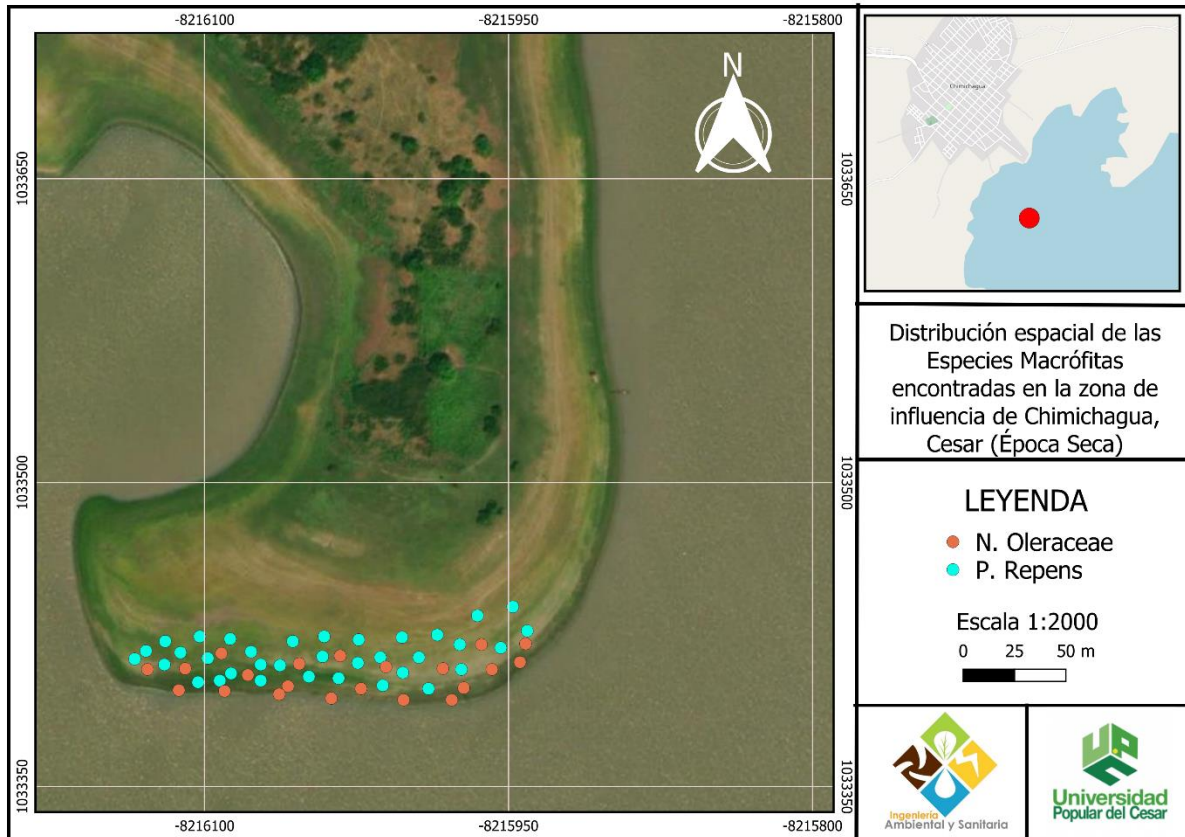 -8216100
-8215950
-8215800
1033650
1033650
1033500
1033500
1033350
1033350
-8216100
-8215950
-8215800
N
Chimichagua
Distribución espacial de las
Especies Macrófitas
encontradas en la zona de
influencia de Chimichagua,
Cesar (Época Seca)
LEYENDA
N. Oleraceae
P. Repens
Escala 1:2000
0 25 50 m
Ingeniería
Ambiental y Sanitaria
UPC
Universidad
Popular del Cesar